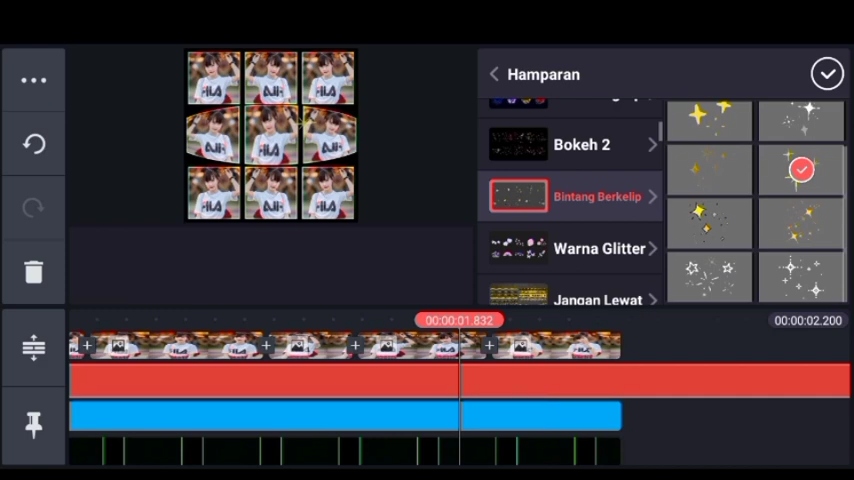 Hamparan
Bokeh 2
Bintang Berkelip
Warna Glitter
Jangan Lewat
00:00:01.832
00:00:02.200